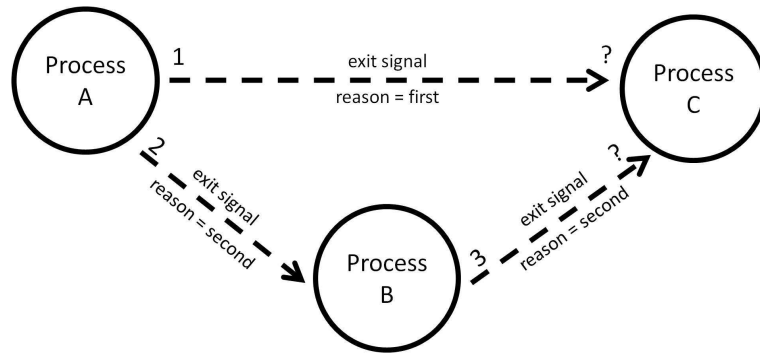 Process
A
1
exit signal
reason = first
?
Process
C
2
exit signal
reason = second
Process
B
3
exit signal
reason = second
?